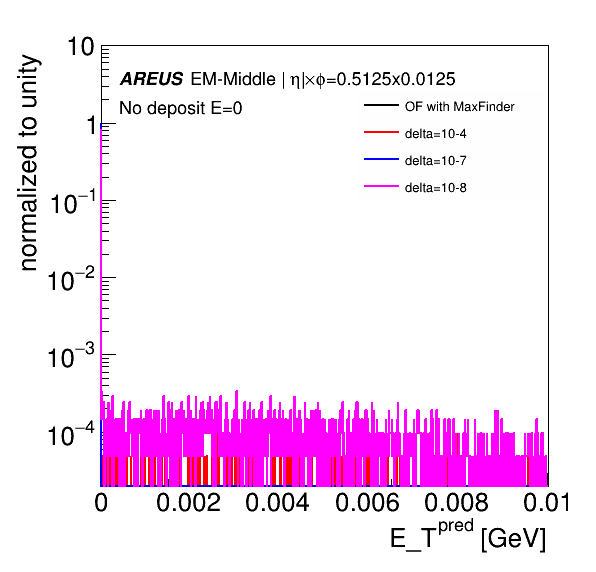 normalized to unity
10
1
10⁻¹
10⁻²
10⁻³
10⁻⁴
AREUS EM-Middle | η|×ϕ=0.5125x0.0125
No deposit E=0
OF with MaxFinder
delta=10-4
delta=10-7
delta=10-8
0 0.002 0.004 0.006 0.008 0.01
E_T^pred [GeV]